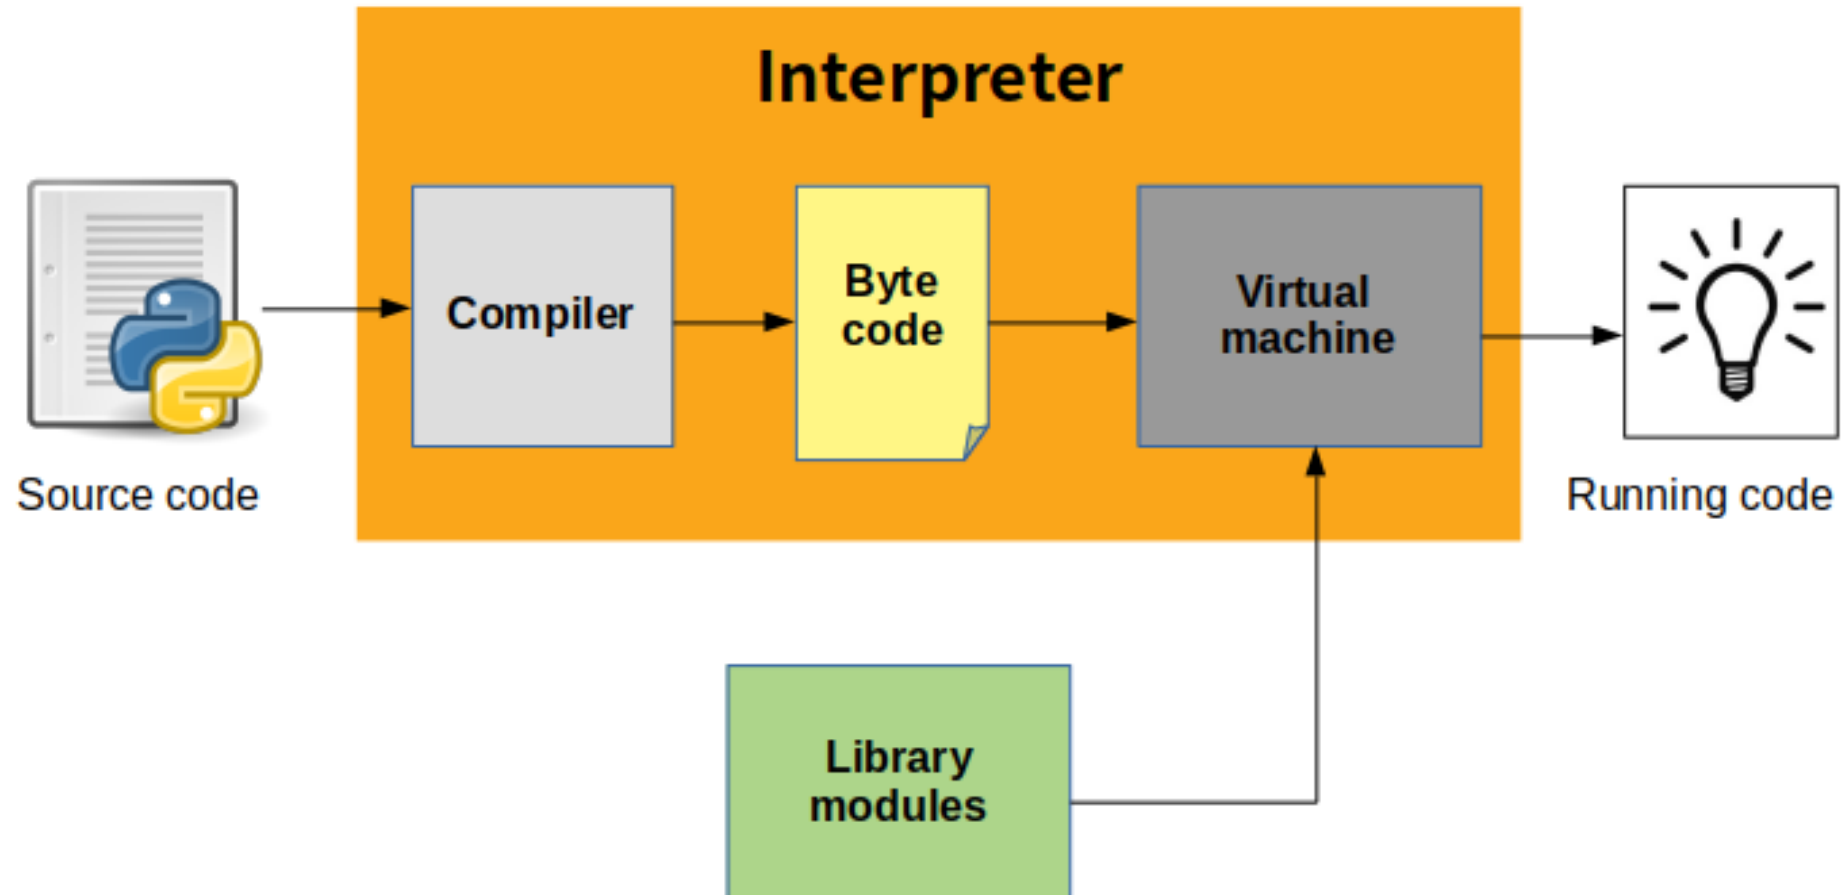 Interpreter
Compiler
Byte
code
Virtual
machine
Source code
Running code
Library
modules